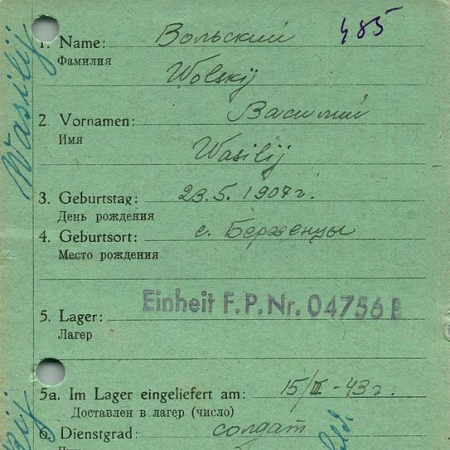 485
1. Name: Вольский
Фамилия
Wolskij
2. Vornamen: Василий
Имя
Wasilij
3. Geburtstag: 23.5.1907г.
День рождения
4. Geburtsort: с.
Место рождения
Einheit F.P.Nr. 04756 B
5. Lager:
Лагерь
5a. Im Lager eingeliefert am: 15/III-43г.
Доставлен в лагерь (число)
6. Dienstgrad: солдат
Wasilij